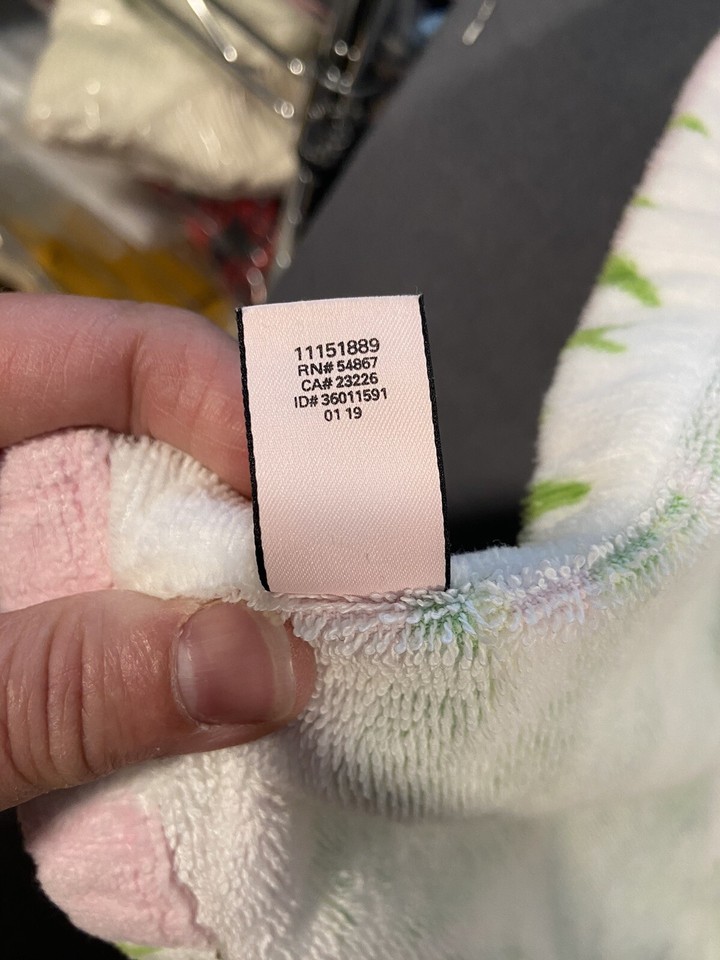 11151889
RN# 54867
CA# 23226
ID# 36011591
01 19